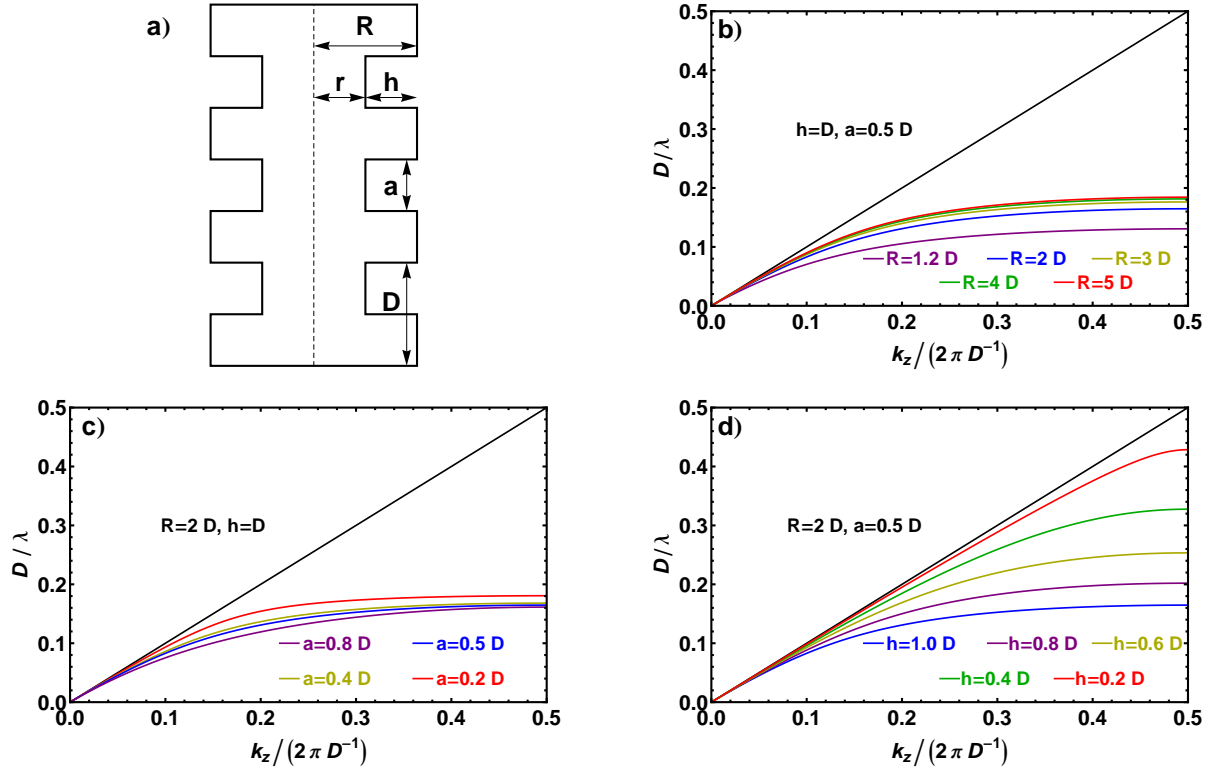 a)
R
r
h
a
D
b)
0.5
0.4
0.3
0.2
0.1
0.0
D/λ
h=D, a=0.5 D
R=1.2 D R=2 D R=3 D
R=4 D R=5 D
0.0 0.1 0.2 0.3 0.4 0.5
k_z/(2 π D⁻¹)
c)
0.5
0.4
0.3
0.2
0.1
0.0
D/λ
R=2 D, h=D
a=0.8 D a=0.5 D
a=0.4 D a=0.2 D
0.0 0.1 0.2 0.3 0.4 0.5
k_z/(2 π D⁻¹)
d)
0.5
0.4
0.3
0.2
0.1
0.0
D/λ
R=2 D, a=0.5 D
h=1.0 D h=0.8 D h=0.6 D
h=0.4 D h=0.2 D
0.0 0.1 0.2 0.3 0.4 0.5
k_z/(2 π D⁻¹)